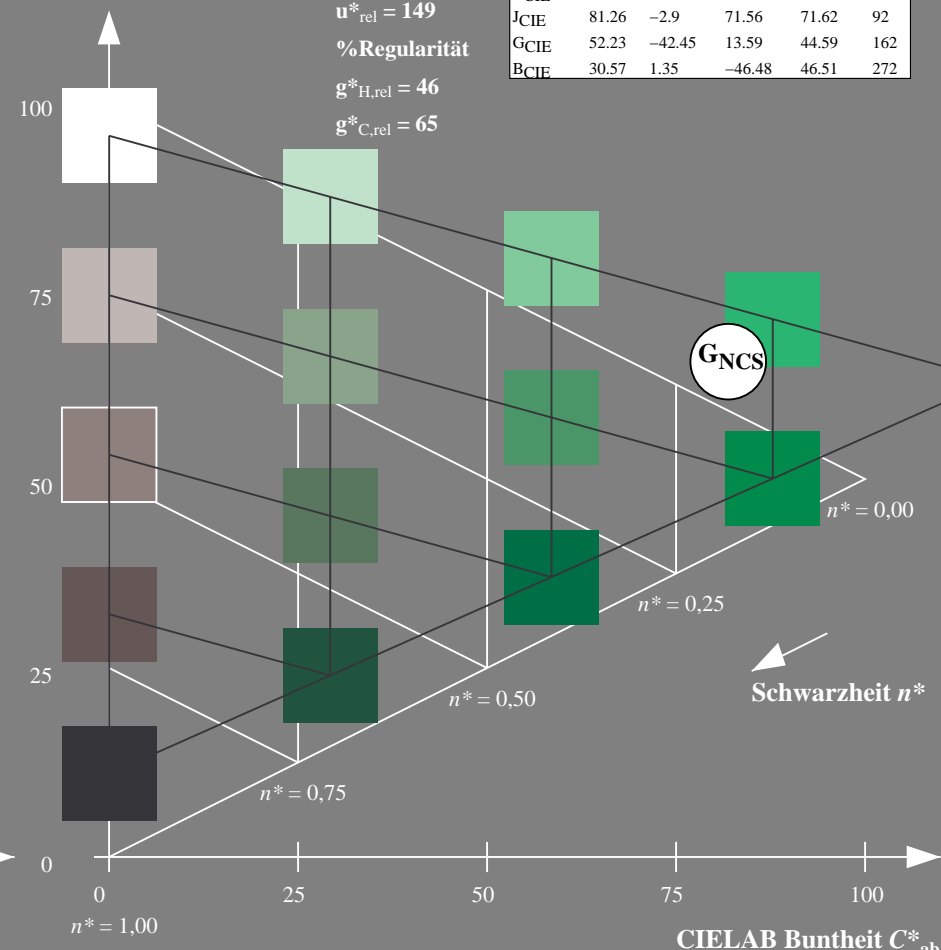 u*rel = 149
%Regularität
g*H,rel = 46
g*C,rel = 65
JCIE 81.26 −2.9 71.56 71.62 92
GCIE 52.23 −42.45 13.59 44.59 162
BCIE 30.57 1.35 −46.48 46.51 272
100
75
GNCS
50
n* = 0,00
n* = 0,25
25
Schwarzheit n*
n* = 0,50
n* = 0,75
0
0 25 50 75 100
n* = 1,00
CIELAB Buntheit C*ab